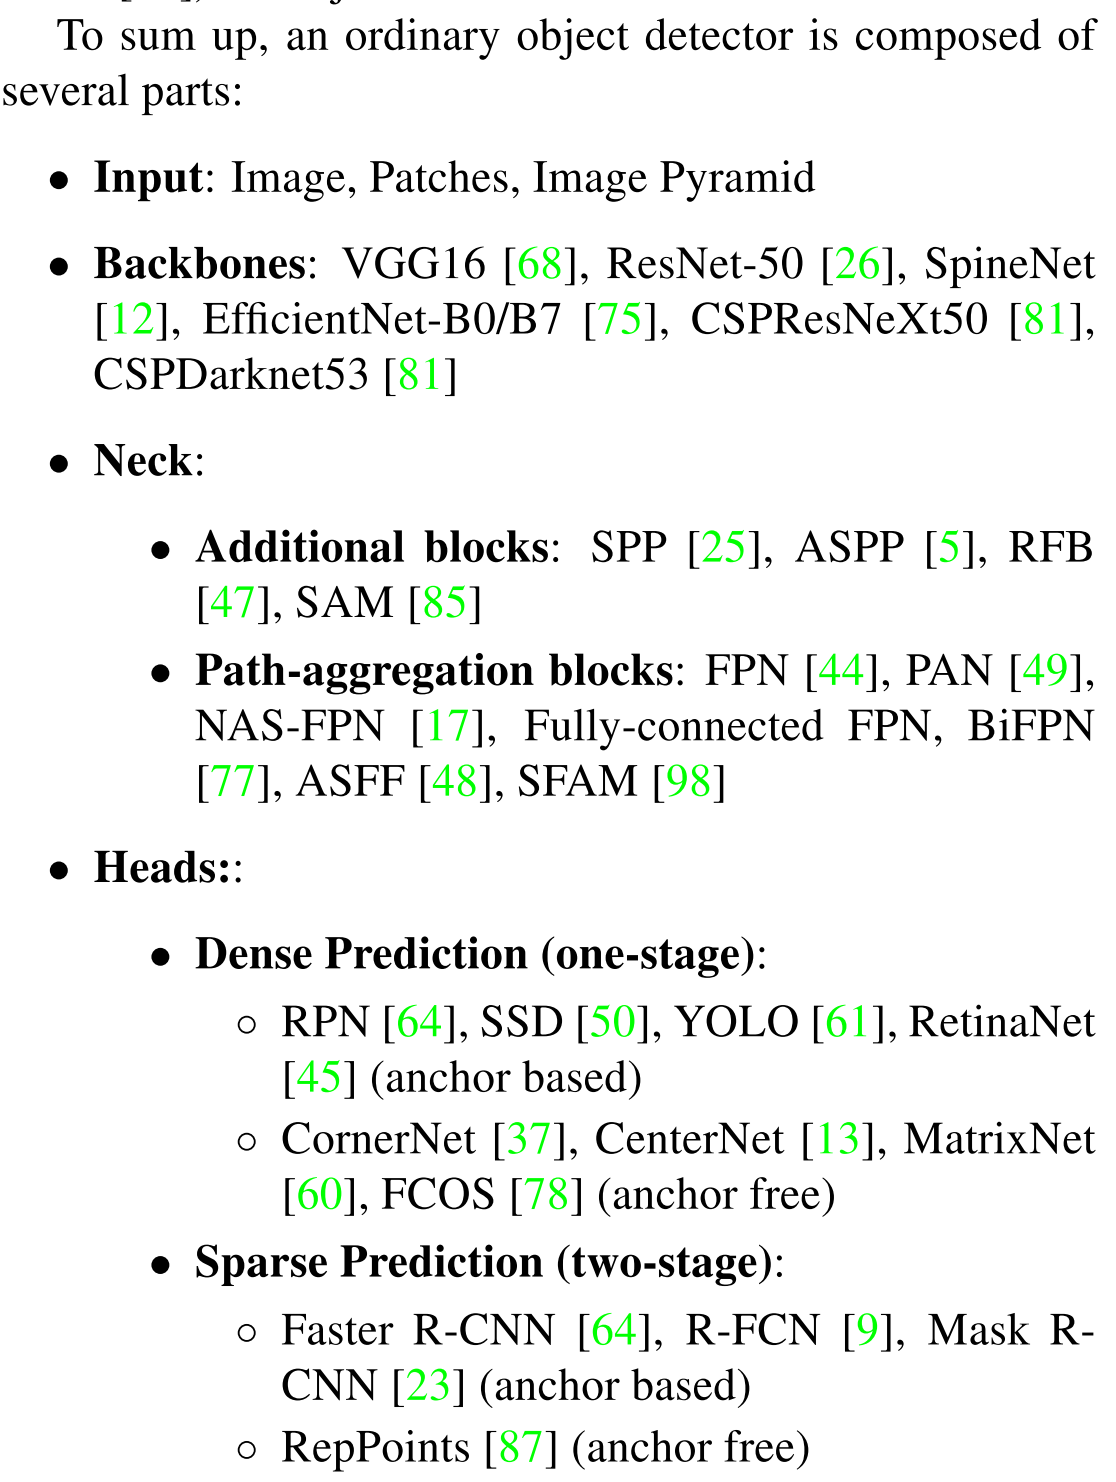 To sum up, an ordinary object detector is composed of
several parts:
• Input: Image, Patches, Image Pyramid
• Backbones: VGG16 [68], ResNet-50 [26], SpineNet
[12], EfficientNet-B0/B7 [75], CSPResNeXt50 [81],
CSPDarknet53 [81]
• Neck:
• Additional blocks: SPP [25], ASPP [5], RFB
[47], SAM [85]
• Path-aggregation blocks: FPN [44], PAN [49],
NAS-FPN [17], Fully-connected FPN, BiFPN
[77], ASFF [48], SFAM [98]
• Heads::
• Dense Prediction (one-stage):
◦ RPN [64], SSD [50], YOLO [61], RetinaNet
[45] (anchor based)
◦ CornerNet [37], CenterNet [13], MatrixNet
[60], FCOS [78] (anchor free)
• Sparse Prediction (two-stage):
◦ Faster R-CNN [64], R-FCN [9], Mask R-
CNN [23] (anchor based)
◦ RepPoints [87] (anchor free)